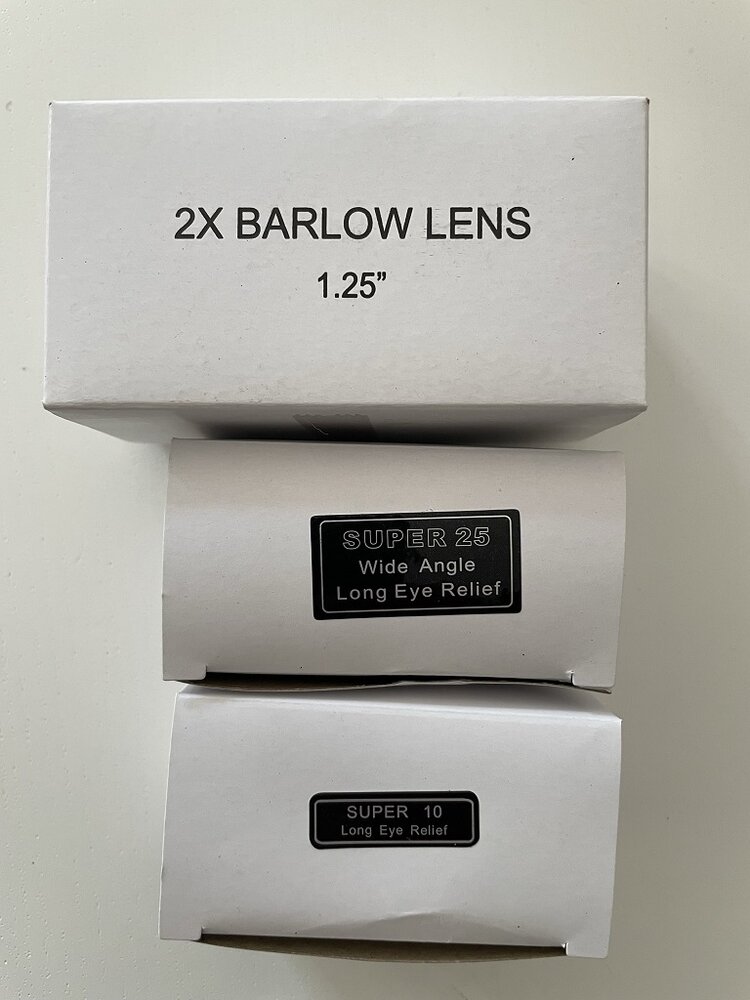 2X BARLOW LENS
1.25”
SUPER 25
Wide Angle
Long Eye Relief
SUPER 10
Long Eye Relief